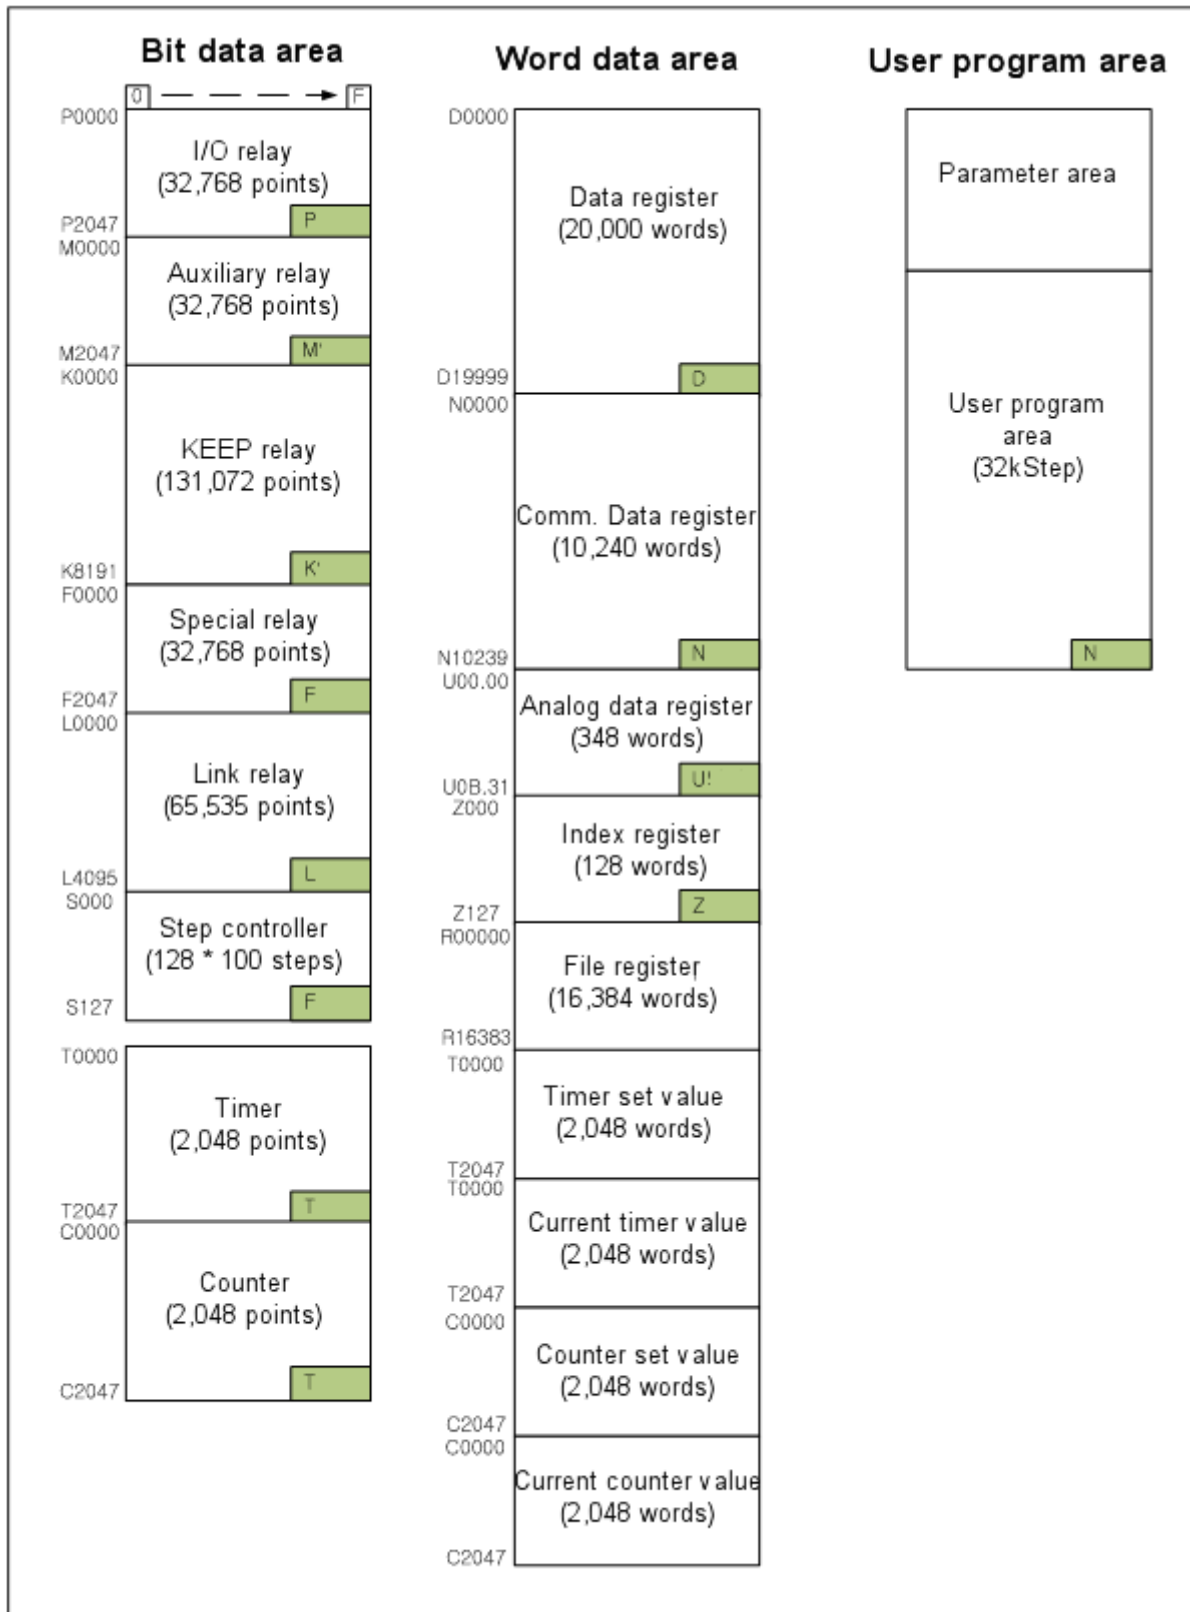 Bit data area
0 F
P0000
I/O relay
(32,768 points)
P2047
P
M0000
Auxiliary relay
(32,768 points)
M2047
M'
K0000
KEEP relay
(131,072 points)
K8191
K'
F0000
Special relay
(32,768 points)
F2047
F
L0000
Link relay
(65,535 points)
L4095
L
S000
Step controller
(128 * 100 steps)
S127
F
T0000
Timer
(2,048 points)
T2047
T
C0000
Counter
(2,048 points)
C2047
T
Word data area
D0000
Data register
(20,000 words)
D19999
D
N0000
Comm. Data register
(10,240 words)
N10239
N
U00.00
Analog data register
(348 words)
U0B.31
U!
Z000
Index register
(128 words)
Z127
Z
R00000
File register
(16,384 words)
R16383
T0000
Timer set value
(2,048 words)
T2047
T0000
Current timer value
(2,048 words)
T2047
C0000
Counter set value
(2,048 words)
C2047
C0000
Current counter value
(2,048 words)
C2047
User program area
Parameter area
User program
area
(32kStep)
N